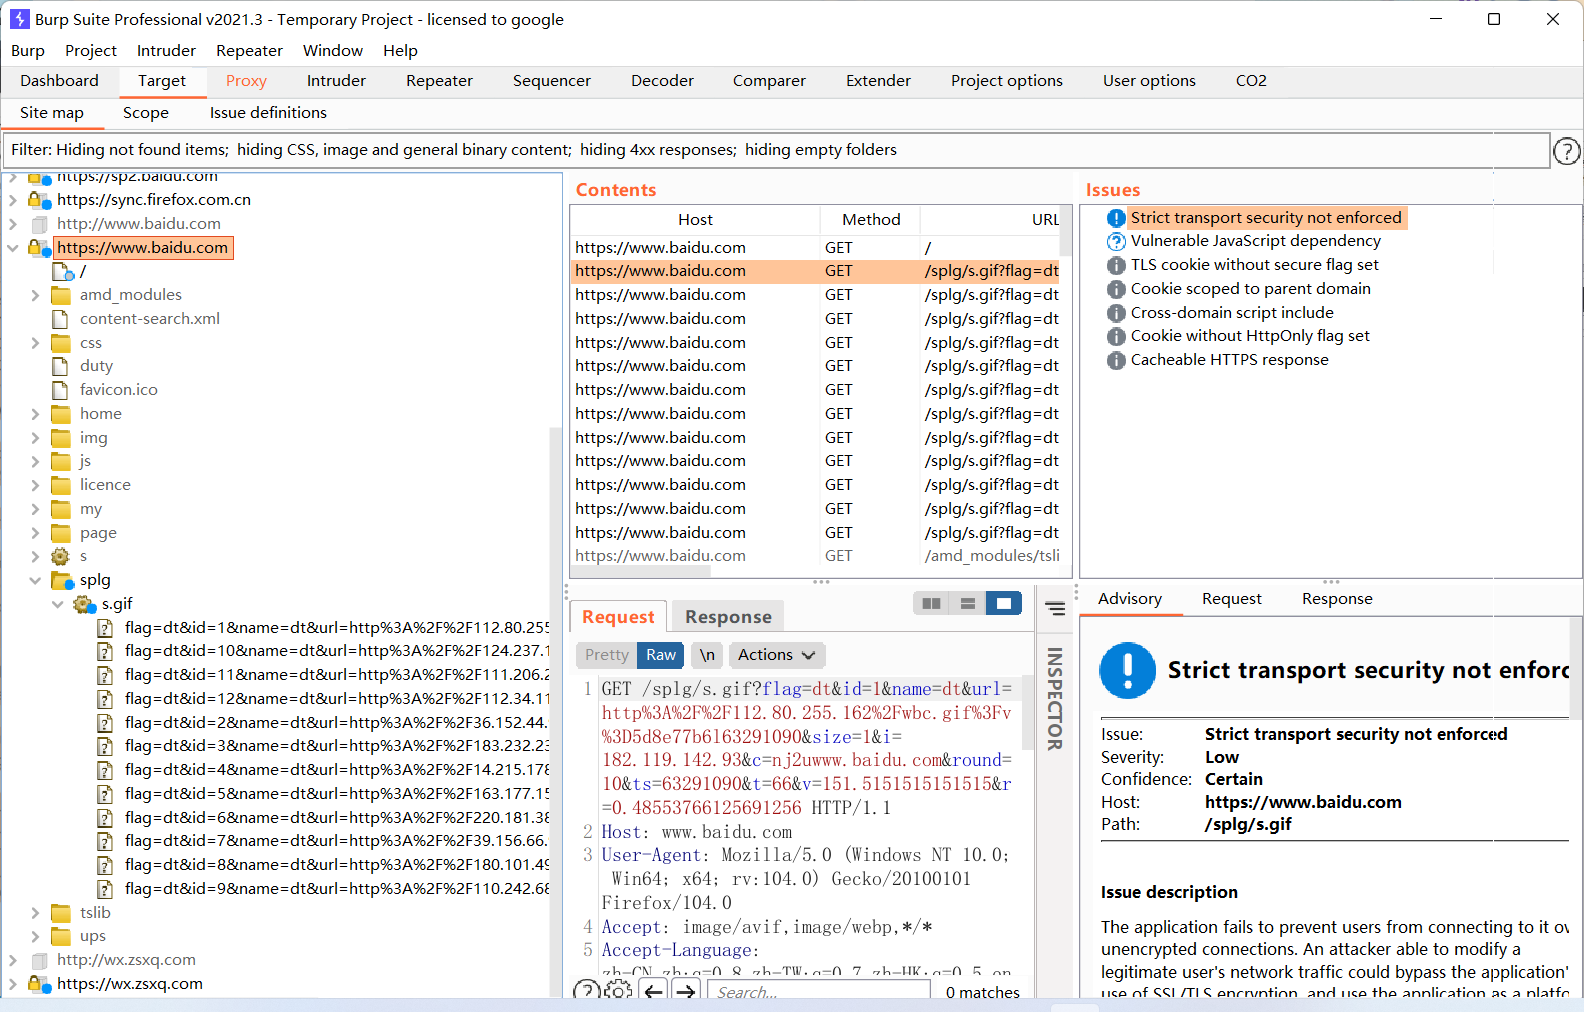 Burp Suite Professional v2021.3 - Temporary Project - licensed to google
Burp Project Intruder Repeater Window Help
Dashboard Target Proxy Intruder Repeater Sequencer Decoder Comparer Extender Project options User options CO2
Site map Scope Issue definitions
Filter: Hiding not found items; hiding CSS, image and general binary content; hiding 4xx responses; hiding empty folders
https://sp2.baidu.com
https://sync.firefox.com.cn
http://www.baidu.com
https://www.baidu.com
/
amd_modules
content-search.xml
css
duty
favicon.ico
home
img
js
licence
my
page
s
splg
s.gif
flag=dt&id=1&name=dt&url=http%3A%2F%2F112.80.255
flag=dt&id=10&name=dt&url=http%3A%2F%2F124.237.1
flag=dt&id=11&name=dt&url=http%3A%2F%2F111.206.2
flag=dt&id=12&name=dt&url=http%3A%2F%2F112.34.11
flag=dt&id=2&name=dt&url=http%3A%2F%2F36.152.44.
flag=dt&id=3&name=dt&url=http%3A%2F%2F183.232.23
flag=dt&id=4&name=dt&url=http%3A%2F%2F14.215.178
flag=dt&id=5&name=dt&url=http%3A%2F%2F163.177.15
flag=dt&id=6&name=dt&url=http%3A%2F%2F220.181.38
flag=dt&id=7&name=dt&url=http%3A%2F%2F39.156.66.
flag=dt&id=8&name=dt&url=http%3A%2F%2F180.101.49
flag=dt&id=9&name=dt&url=http%3A%2F%2F110.242.68
tslib
ups
http://wx.zsxq.com
https://wx.zsxq.com
Contents
Host Method URL
https://www.baidu.com GET /
https://www.baidu.com GET /splg/s.gif?flag=dt
https://www.baidu.com GET /splg/s.gif?flag=dt
https://www.baidu.com GET /splg/s.gif?flag=dt
https://www.baidu.com GET /splg/s.gif?flag=dt
https://www.baidu.com GET /splg/s.gif?flag=dt
https://www.baidu.com GET /splg/s.gif?flag=dt
https://www.baidu.com GET /splg/s.gif?flag=dt
https://www.baidu.com GET /splg/s.gif?flag=dt
https://www.baidu.com GET /splg/s.gif?flag=dt
https://www.baidu.com GET /splg/s.gif?flag=dt
https://www.baidu.com GET /splg/s.gif?flag=dt
https://www.baidu.com GET /splg/s.gif?flag=dt
https://www.baidu.com GET /amd_modules/tsli
Request Response
Pretty Raw \n Actions
1 GET /splg/s.gif?flag=dt&id=1&name=dt&url=
http%3A%2F%2F112.80.255.162%2Fwbc.gif%3Fv
%3D5d8e77b6l63291090&size=1&i=
182.119.142.93&c=nj2uwww.baidu.com&round=
10&ts=63291090&t=66&v=151.5151515151515&r
=0.48553766125691256 HTTP/1.1
2 Host: www.baidu.com
3 User-Agent: Mozilla/5.0 (Windows NT 10.0;
Win64; x64; rv:104.0) Gecko/20100101
Firefox/104.0
4 Accept: image/avif,image/webp,*/*
5 Accept-Language:
zh-CN,zh;q=0.8,zh-TW;q=0.7,zh-HK;q=0.5,en
Search...
0 matches
INSPECTOR
Issues
Strict transport security not enforced
Vulnerable JavaScript dependency
TLS cookie without secure flag set
Cookie scoped to parent domain
Cross-domain script include
Cookie without HttpOnly flag set
Cacheable HTTPS response
Advisory Request Response
Strict transport security not enforc
Issue: Strict transport security not enforced
Severity: Low
Confidence: Certain
Host: https://www.baidu.com
Path: /splg/s.gif
Issue description
The application fails to prevent users from connecting to it ov
unencrypted connections. An attacker able to modify a
legitimate user's network traffic could bypass the application'
use of SSL/TLS encryption, and use the application as a platfo